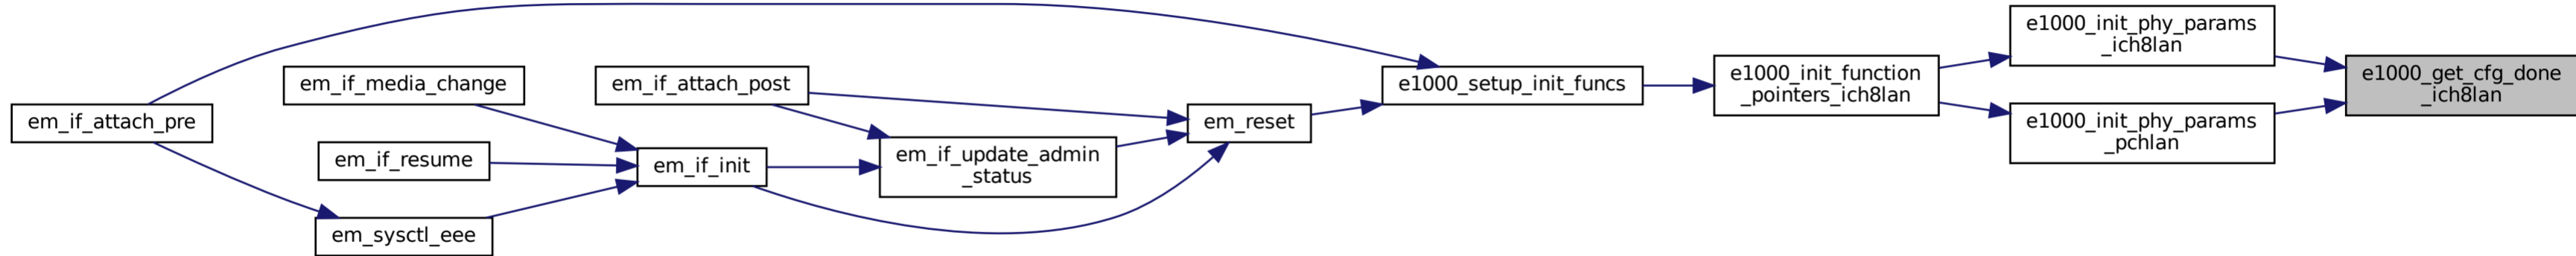 em_if_attach_pre
em_if_media_change
em_if_resume
em_sysctl_eee
em_if_attach_post
em_if_init
em_if_update_admin
_status
em_reset
e1000_setup_init_funcs
e1000_init_function
_pointers_ich8lan
e1000_init_phy_params
_ich8lan
e1000_init_phy_params
_pchlan
e1000_get_cfg_done
_ich8lan